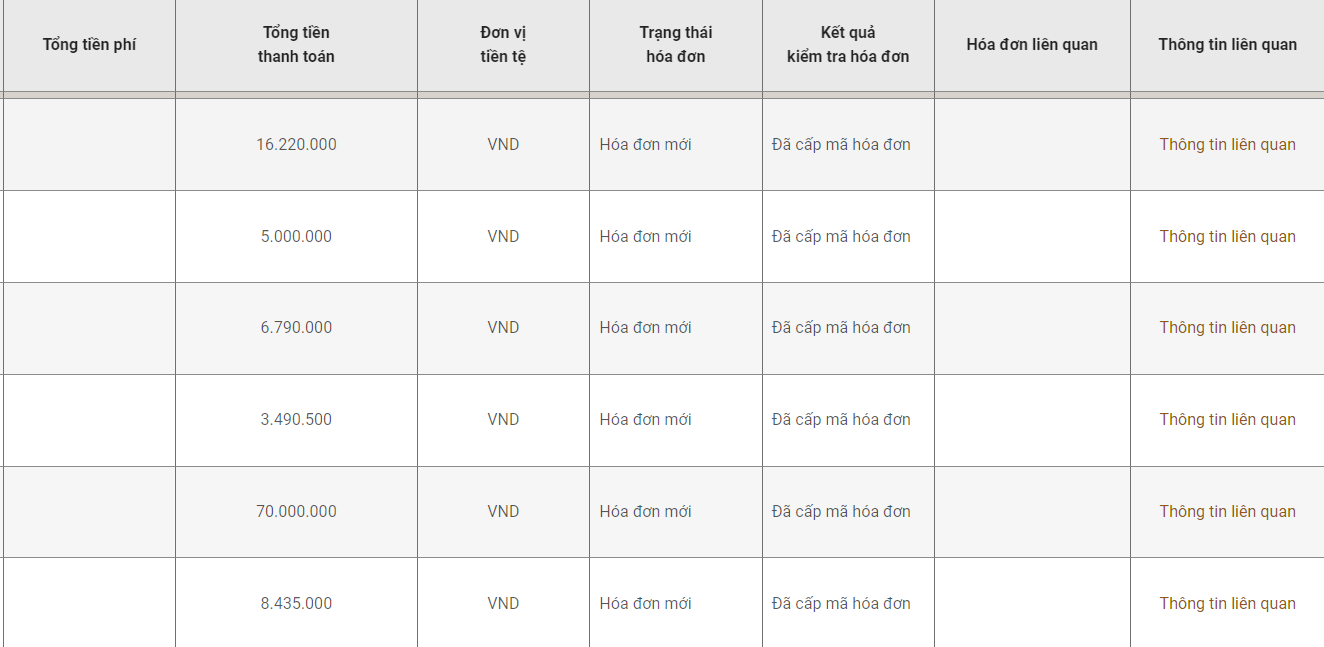 Tổng tiền phí
Tổng tiền
thanh toán
Đơn vị
tiền tệ
Trạng thái
hóa đơn
Kết quả
kiểm tra hóa đơn
Hóa đơn liên quan
Thông tin liên quan
16.220.000 VND Hóa đơn mới Đã cấp mã hóa đơn Thông tin liên quan
5.000.000 VND Hóa đơn mới Đã cấp mã hóa đơn Thông tin liên quan
6.790.000 VND Hóa đơn mới Đã cấp mã hóa đơn Thông tin liên quan
3.490.500 VND Hóa đơn mới Đã cấp mã hóa đơn Thông tin liên quan
70.000.000 VND Hóa đơn mới Đã cấp mã hóa đơn Thông tin liên quan
8.435.000 VND Hóa đơn mới Đã cấp mã hóa đơn Thông tin liên quan